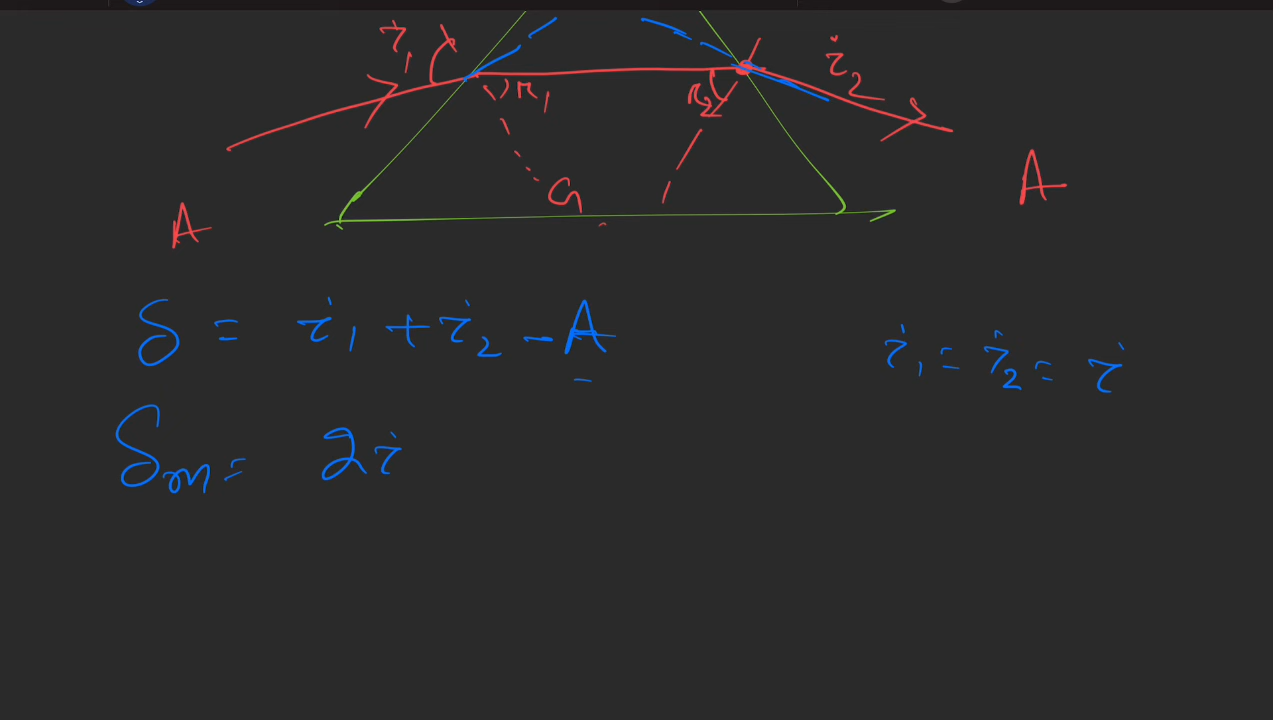 i₁
i₂
r₁
r₂
G
A
A
δ = i₁ + i₂ - A
i₁ = i₂ = i
δm = 2i